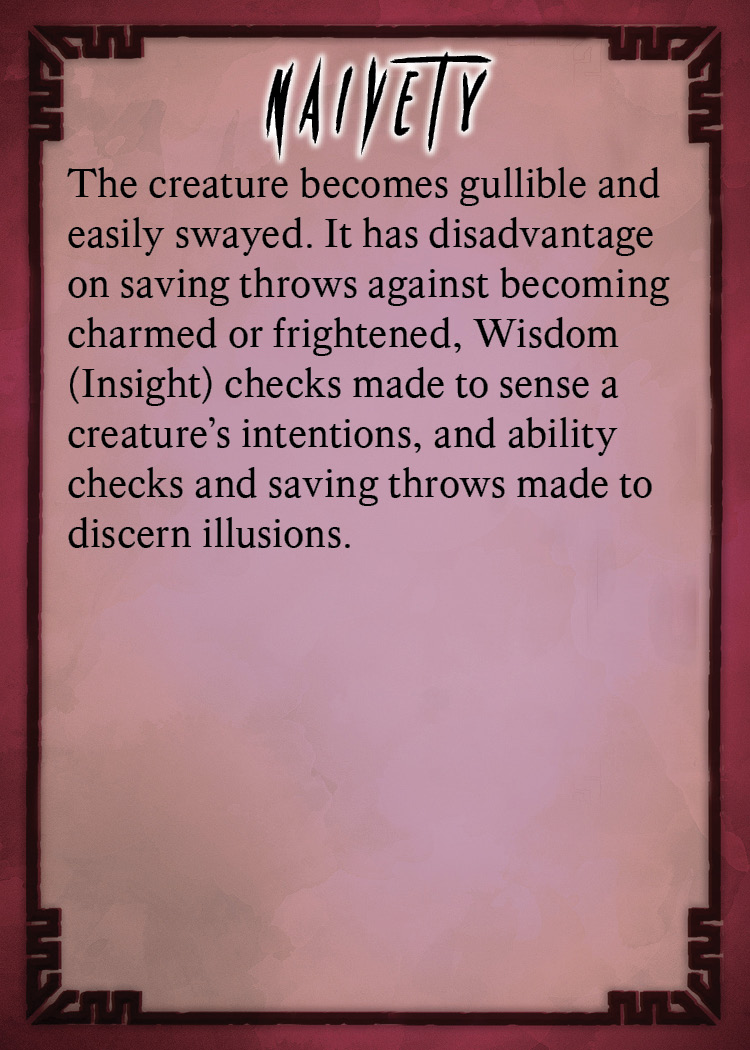 NAIVETY
The creature becomes gullible and
easily swayed. It has disadvantage
on saving throws against becoming
charmed or frightened, Wisdom
(Insight) checks made to sense a
creature’s intentions, and ability
checks and saving throws made to
discern illusions.